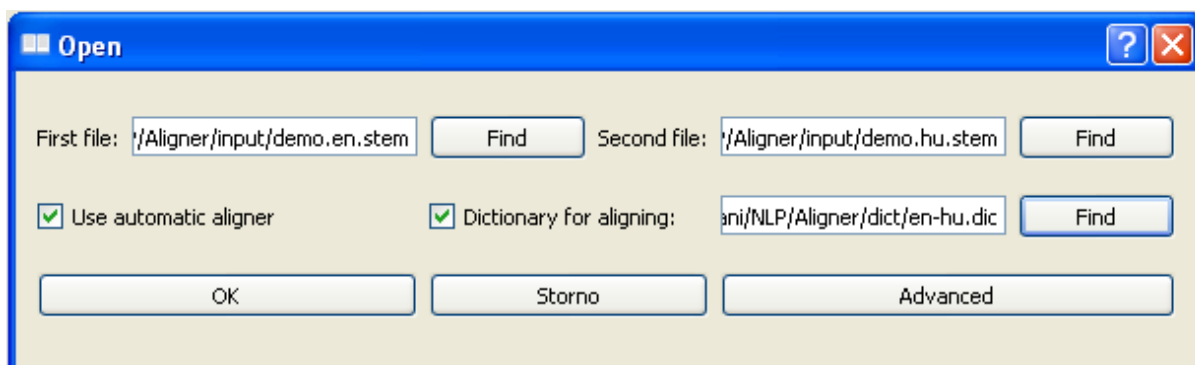 Open
First file: /Aligner/input/demo.en.stem Find Second file: /Aligner/input/demo.hu.stem Find
Use automatic aligner Dictionary for aligning: ani/NLP/Aligner/dict/en-hu.dic Find
OK Storno Advanced